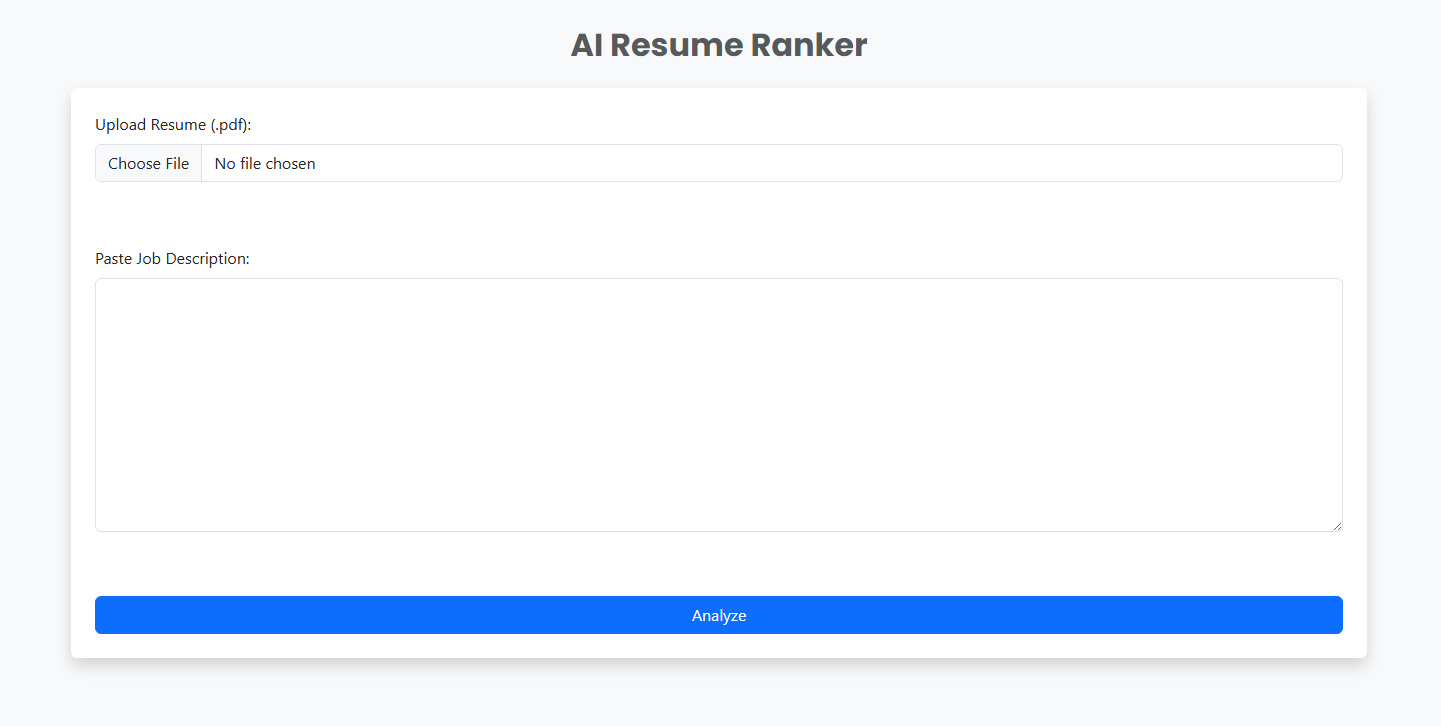 AI Resume Ranker
Upload Resume (.pdf):
Choose File No file chosen
Paste Job Description:
Analyze